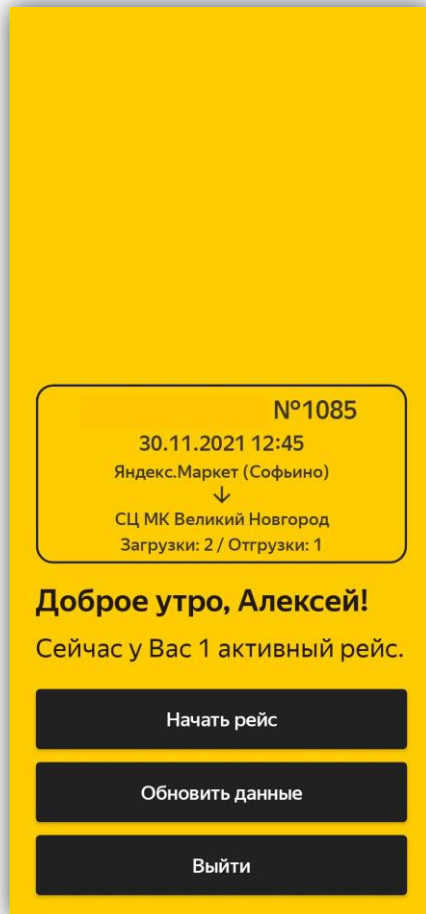 №1085
30.11.2021 12:45
Яндекс.Маркет (Софьино)
↓
СЦ МК Великий Новгород
Загрузки: 2 / Отгрузки: 1
Доброе утро, Алексей!
Сейчас у Вас 1 активный рейс.
Начать рейс
Обновить данные
Выйти